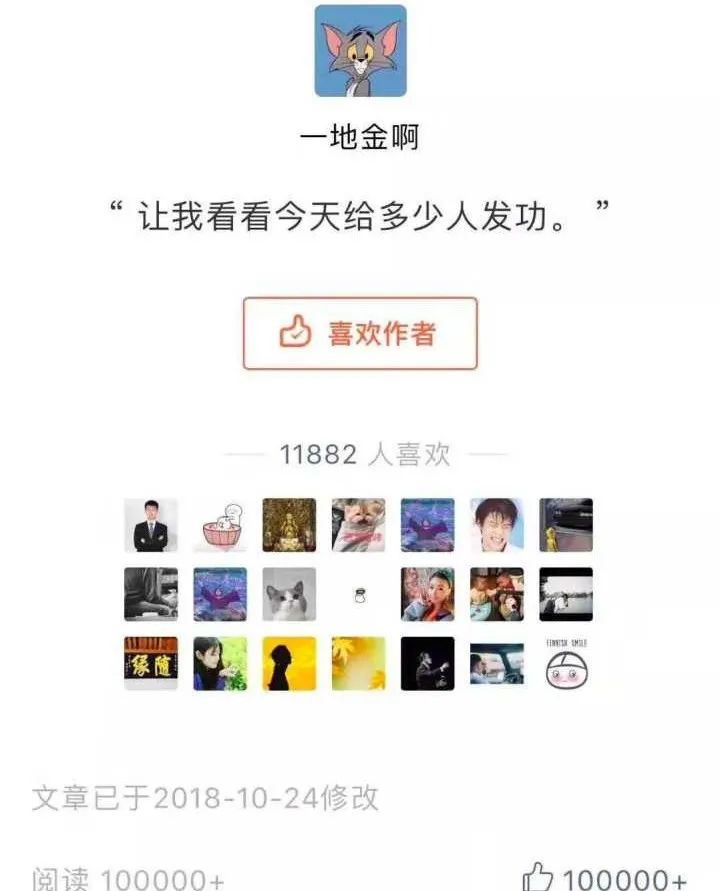 一地金啊
“ 让我看看今天给多少人发功。 ”
喜欢作者
11882 人喜欢
随缘
FINNISH SMILE
文章已于2018-10-24修改
阅读 100000+
100000+